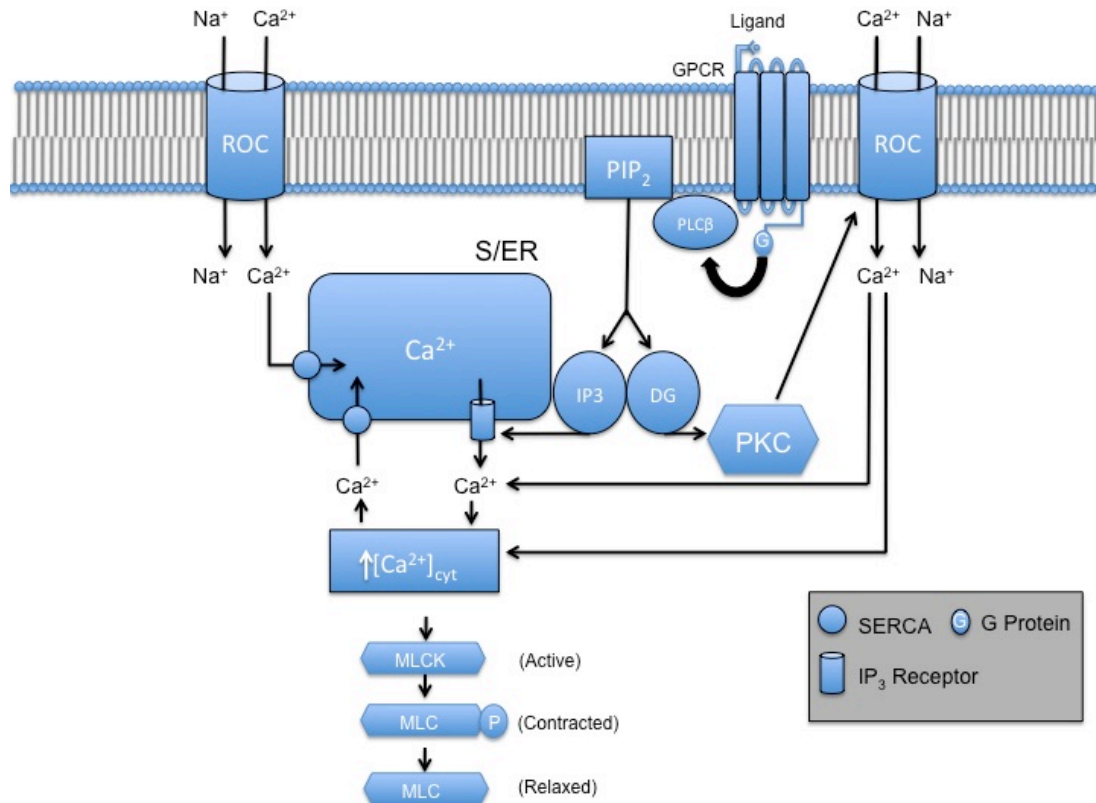 Na⁺ Ca²⁺
Ligand
Ca²⁺ Na⁺
GPCR
ROC
PIP₂
ROC
PLCβ
G
Na⁺ Ca²⁺
S/ER
Ca²⁺ Na⁺
Ca²⁺
IP3
DG
PKC
Ca²⁺
Ca²⁺
↑[Ca²⁺]cyt
SERCA
G G Protein
IP₃ Receptor
MLCK (Active)
MLC P (Contracted)
MLC (Relaxed)